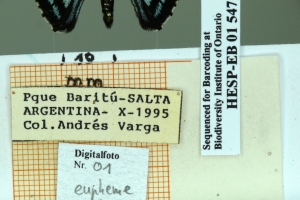 10
mm
Pque Baritú-SALTA
ARGENTINA- X-1995
Col.Andrés Varga
Digitalfoto
Nr. 01
eupheme
Sequenced for Barcoding at
Biodiversity Institute of Ontario
HESP-EB 01 547